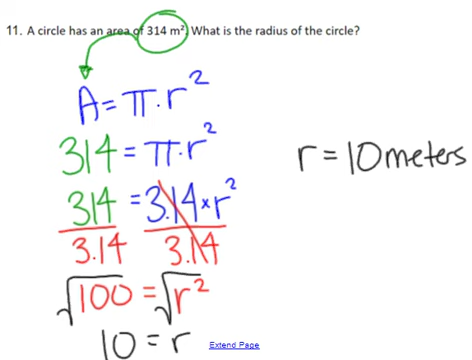 11. A circle has an area of 314 m². What is the radius of the circle?
A = π · r²
314 = π · r²
r = 10 meters
314 = 3.14 × r²
3.14 3.14
√100 = √r²
10 = r
Extend Page